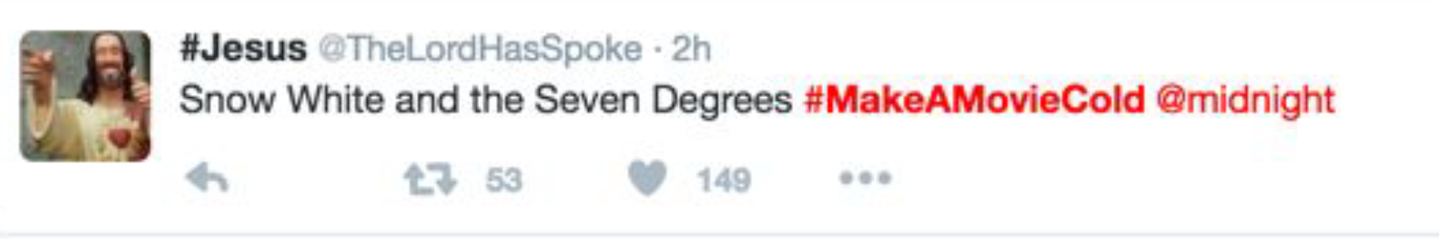 #Jesus @TheLordHasSpoke · 2h
Snow White and the Seven Degrees #MakeAMovieCold @midnight
53 149